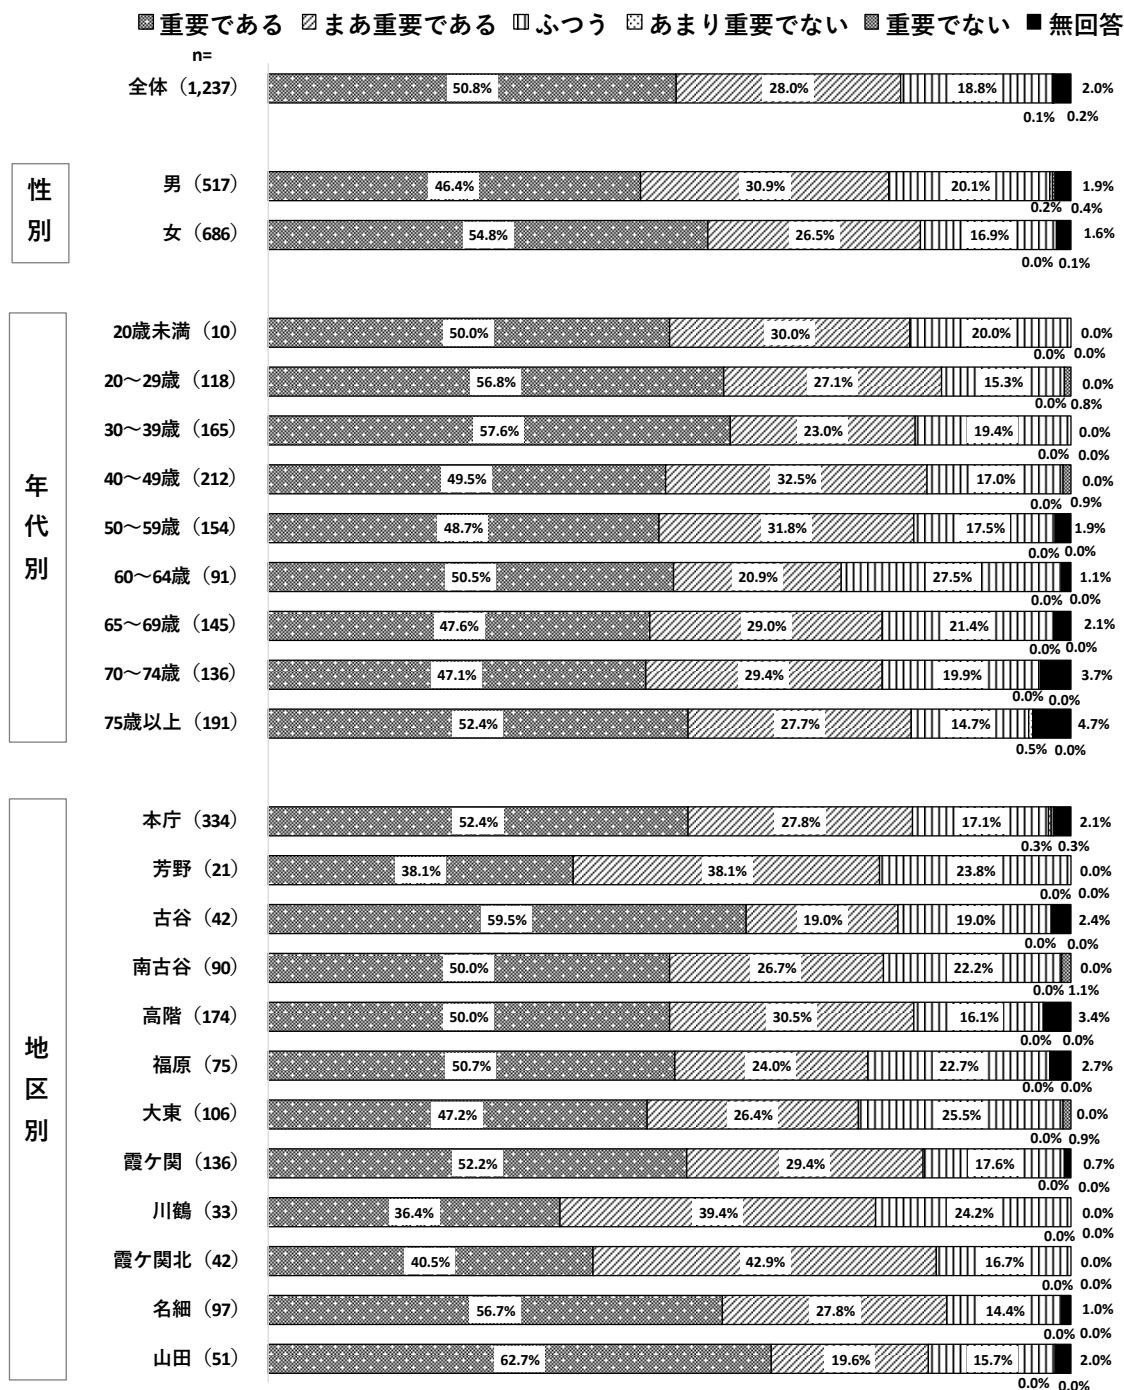 重要である まあ重要である ふつう あまり重要でない 重要でない 無回答
n=
全体（1,237） 50.8% 28.0% 18.8% 2.0%
0.1% 0.2%
性別
男（517） 46.4% 30.9% 20.1% 1.9%
0.2% 0.4%
女（686） 54.8% 26.5% 16.9% 1.6%
0.0% 0.1%
年代別
20歳未満（10） 50.0% 30.0% 20.0% 0.0%
0.0% 0.0%
20〜29歳（118） 56.8% 27.1% 15.3% 0.0%
0.0% 0.8%
30〜39歳（165） 57.6% 23.0% 19.4% 0.0%
0.0% 0.0%
40〜49歳（212） 49.5% 32.5% 17.0% 0.0%
0.0% 0.9%
50〜59歳（154） 48.7% 31.8% 17.5% 1.9%
0.0% 0.0%
60〜64歳（91） 50.5% 20.9% 27.5% 1.1%
0.0% 0.0%
65〜69歳（145） 47.6% 29.0% 21.4% 2.1%
0.0% 0.0%
70〜74歳（136） 47.1% 29.4% 19.9% 3.7%
0.0% 0.0%
75歳以上（191） 52.4% 27.7% 14.7% 4.7%
0.5% 0.0%
地区別
本庁（334） 52.4% 27.8% 17.1% 2.1%
0.3% 0.3%
芳野（21） 38.1% 38.1% 23.8% 0.0%
0.0% 0.0%
古谷（42） 59.5% 19.0% 19.0% 2.4%
0.0% 0.0%
南古谷（90） 50.0% 26.7% 22.2% 0.0%
0.0% 1.1%
高階（174） 50.0% 30.5% 16.1% 3.4%
0.0% 0.0%
福原（75） 50.7% 24.0% 22.7% 2.7%
0.0% 0.0%
大東（106） 47.2% 26.4% 25.5% 0.0%
0.0% 0.9%
霞ケ関（136） 52.2% 29.4% 17.6% 0.7%
0.0% 0.0%
川鶴（33） 36.4% 39.4% 24.2% 0.0%
0.0% 0.0%
霞ケ関北（42） 40.5% 42.9% 16.7% 0.0%
0.0% 0.0%
名細（97） 56.7% 27.8% 14.4% 1.0%
0.0% 0.0%
山田（51） 62.7% 19.6% 15.7% 2.0%
0.0% 0.0%